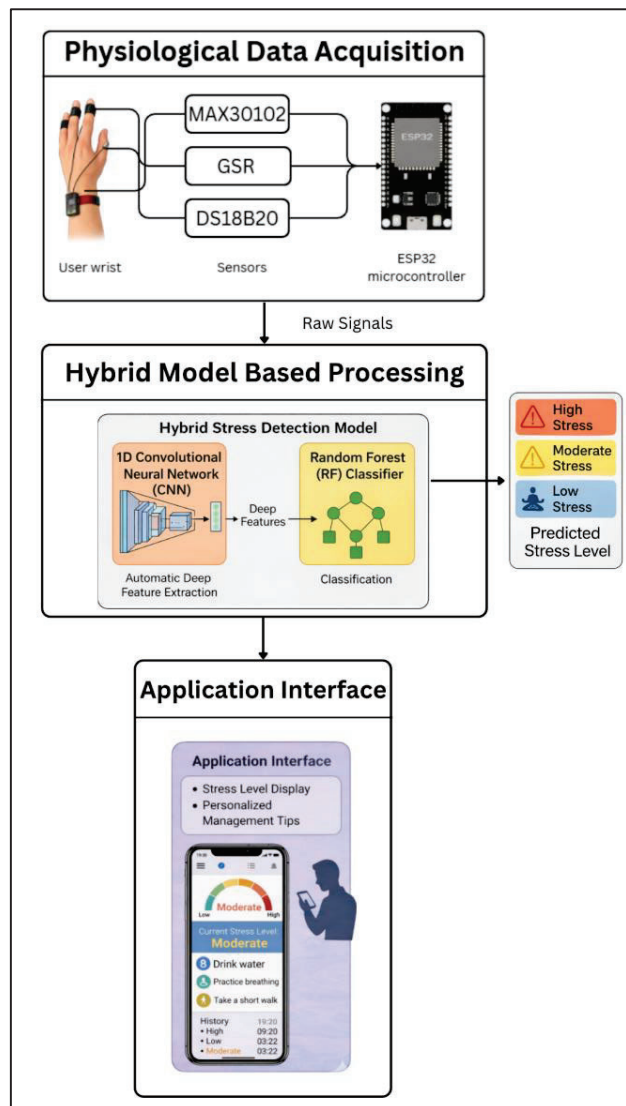 Physiological Data Acquisition
MAX30102
GSR
DS18B20
ESP32
User wrist
Sensors
ESP32
microcontroller
Raw Signals
Hybrid Model Based Processing
Hybrid Stress Detection Model
1D Convolutional
Neural Network
(CNN)
Deep
Features
Random Forest
(RF) Classifier
Automatic Deep
Feature Extraction
Classification
High
Stress
Moderate
Stress
Low
Stress
Predicted
Stress Level
Application Interface
Application Interface
• Stress Level Display
• Personalized
Management Tips
Moderate
Low
High
Current Stress Level:
Moderate
Drink water
Practice breathing
Take a short walk
History 19:20
• High 09:20
• Low 03:22
• Moderate 03:22